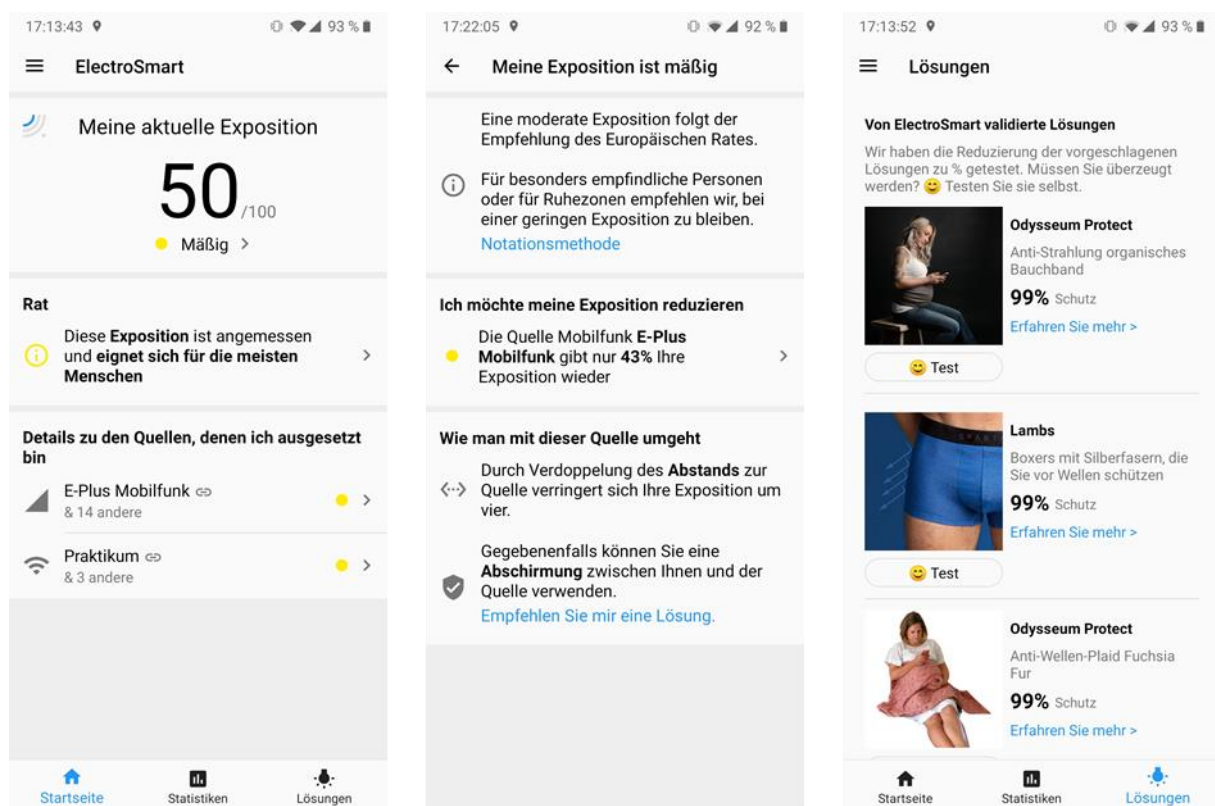 17:13:43
93 %
ElectroSmart
Meine aktuelle Exposition
50/100
Mäßig >
Rat
Diese Exposition ist angemessen
und eignet sich für die meisten
Menschen
Details zu den Quellen, denen ich ausgesetzt
bin
E-Plus Mobilfunk
& 14 andere
Praktikum
& 3 andere
Startseite
Statistiken
Lösungen
17:22:05
92 %
Meine Exposition ist mäßig
Eine moderate Exposition folgt der
Empfehlung des Europäischen Rates.
Für besonders empfindliche Personen
oder für Ruhezonen empfehlen wir, bei
einer geringen Exposition zu bleiben.
Notationsmethode
Ich möchte meine Exposition reduzieren
Die Quelle Mobilfunk E-Plus
Mobilfunk gibt nur 43% Ihre
Exposition wieder
Wie man mit dieser Quelle umgeht
Durch Verdoppelung des Abstands zur
Quelle verringert sich Ihre Exposition um
vier.
Gegebenenfalls können Sie eine
Abschirmung zwischen Ihnen und der
Quelle verwenden.
Empfehlen Sie mir eine Lösung.
17:13:52
93 %
Lösungen
Von ElectroSmart validierte Lösungen
Wir haben die Reduzierung der vorgeschlagenen
Lösungen zu % getestet. Müssen Sie überzeugt
werden? 😊 Testen Sie sie selbst.
Odysseum Protect
Anti-Strahlung organisches
Bauchband
99% Schutz
Erfahren Sie mehr >
😊 Test
Lambs
Boxers mit Silberfasern, die
Sie vor Wellen schützen
99% Schutz
Erfahren Sie mehr >
😊 Test
Odysseum Protect
Anti-Wellen-Plaid Fuchsia
Fur
99% Schutz
Erfahren Sie mehr >
Startseite
Statistiken
Lösungen